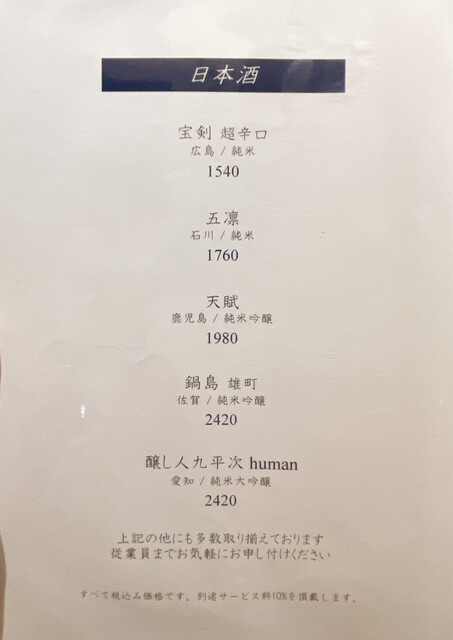 日本酒
宝剣 超辛口
広島 / 純米
1540
五凛
石川 / 純米
1760
天賦
鹿児島 / 純米吟醸
1980
鍋島 雄町
佐賀 / 純米吟醸
2420
醸し人九平次 human
愛知 / 純米大吟醸
2420
上記の他にも多数取り揃えております
従業員までお気軽にお申し付けください
すべて税込み価格です。別途サービス料10%を頂戴します。